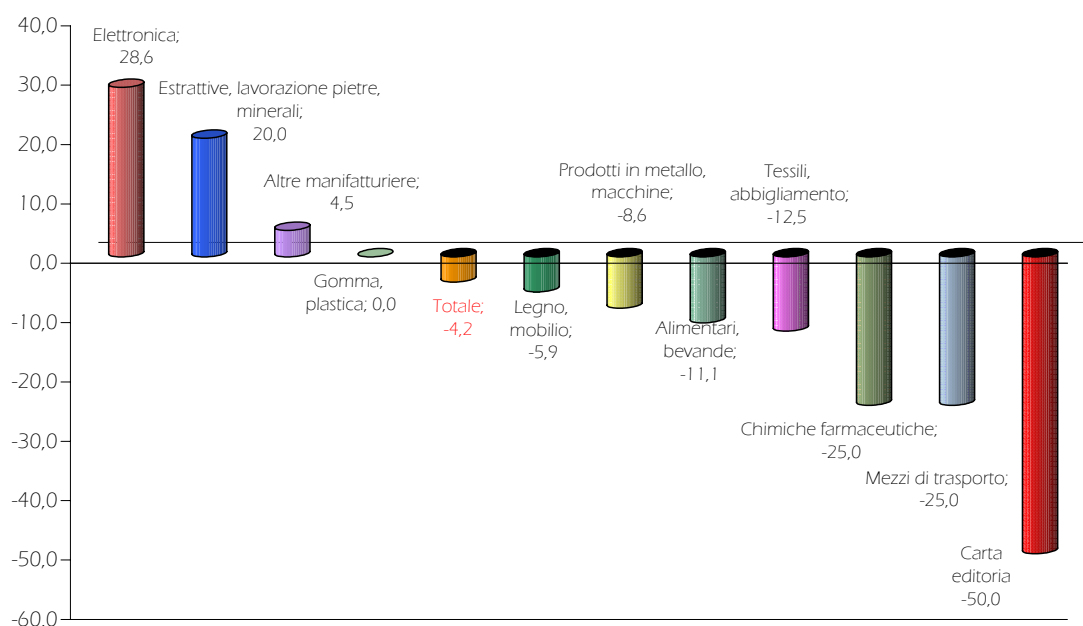 40,0
30,0
20,0
10,0
0,0
-10,0
-20,0
-30,0
-40,0
-50,0
-60,0
Elettronica;
28,6
Estrattive, lavorazione pietre,
minerali;
20,0
Altre manifatturiere;
4,5
Gomma,
plastica; 0,0
Totale;
-4,2
Legno,
mobilio;
-5,9
Prodotti in metallo,
macchine;
-8,6
Alimentari,
bevande;
-11,1
Tessili,
abbigliamento;
-12,5
Chimiche farmaceutiche;
-25,0
Mezzi di trasporto;
-25,0
Carta
editoria
-50,0